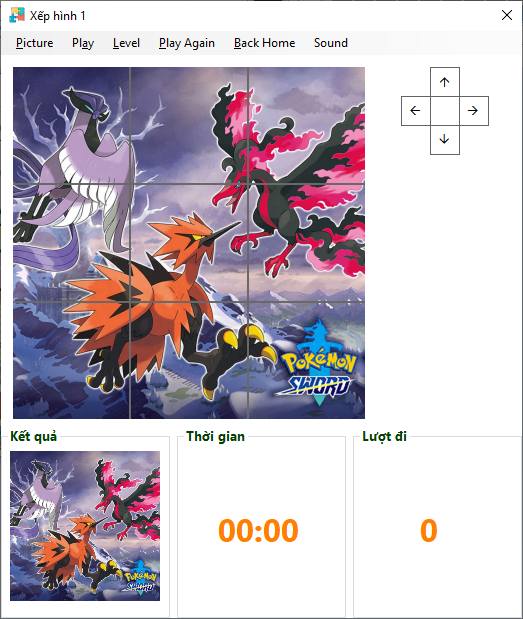 Xếp hình 1
Picture Play Level Play Again Back Home Sound
↑
← →
↓
POKÉMON
SWORD
Kết quả Thời gian Lượt đi
POKÉMON
SWORD
00:00 0